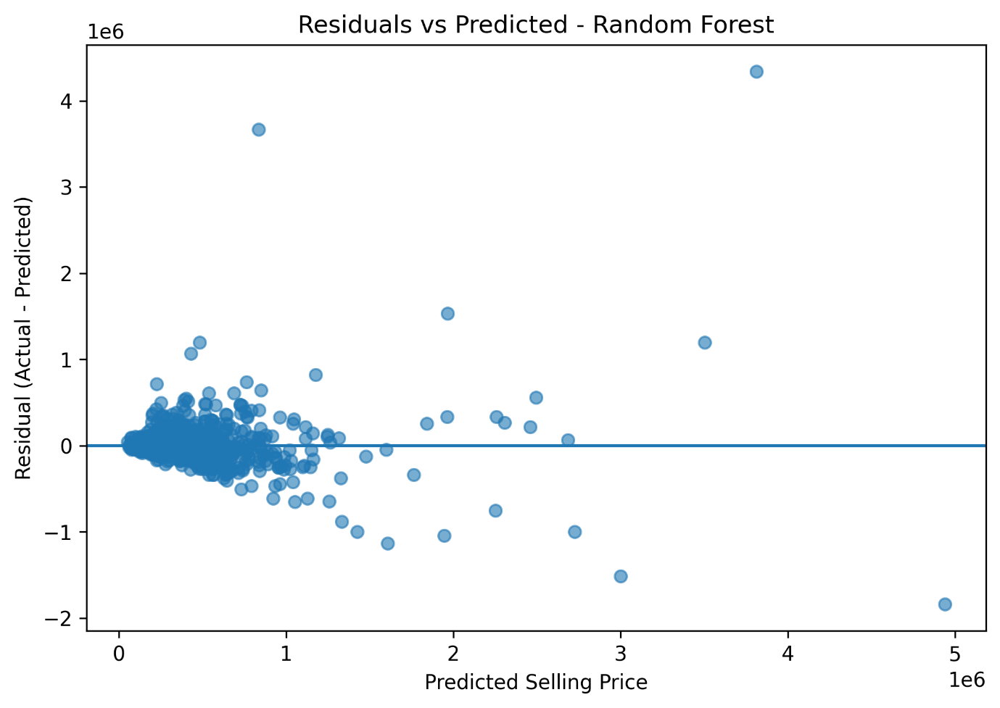 Residuals vs Predicted - Random Forest
1e6
Residual (Actual - Predicted)
4
3
2
1
0
−1
−2
0 1 2 3 4 5
1e6
Predicted Selling Price